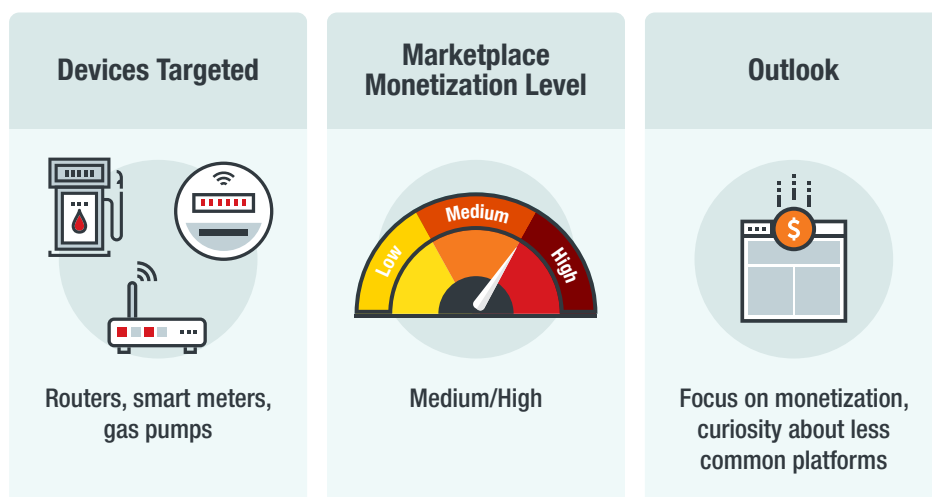 Devices Targeted
Routers, smart meters,
gas pumps
Marketplace
Monetization Level
Low
Medium
High
Medium/High
Outlook
$
Focus on monetization,
curiosity about less
common platforms